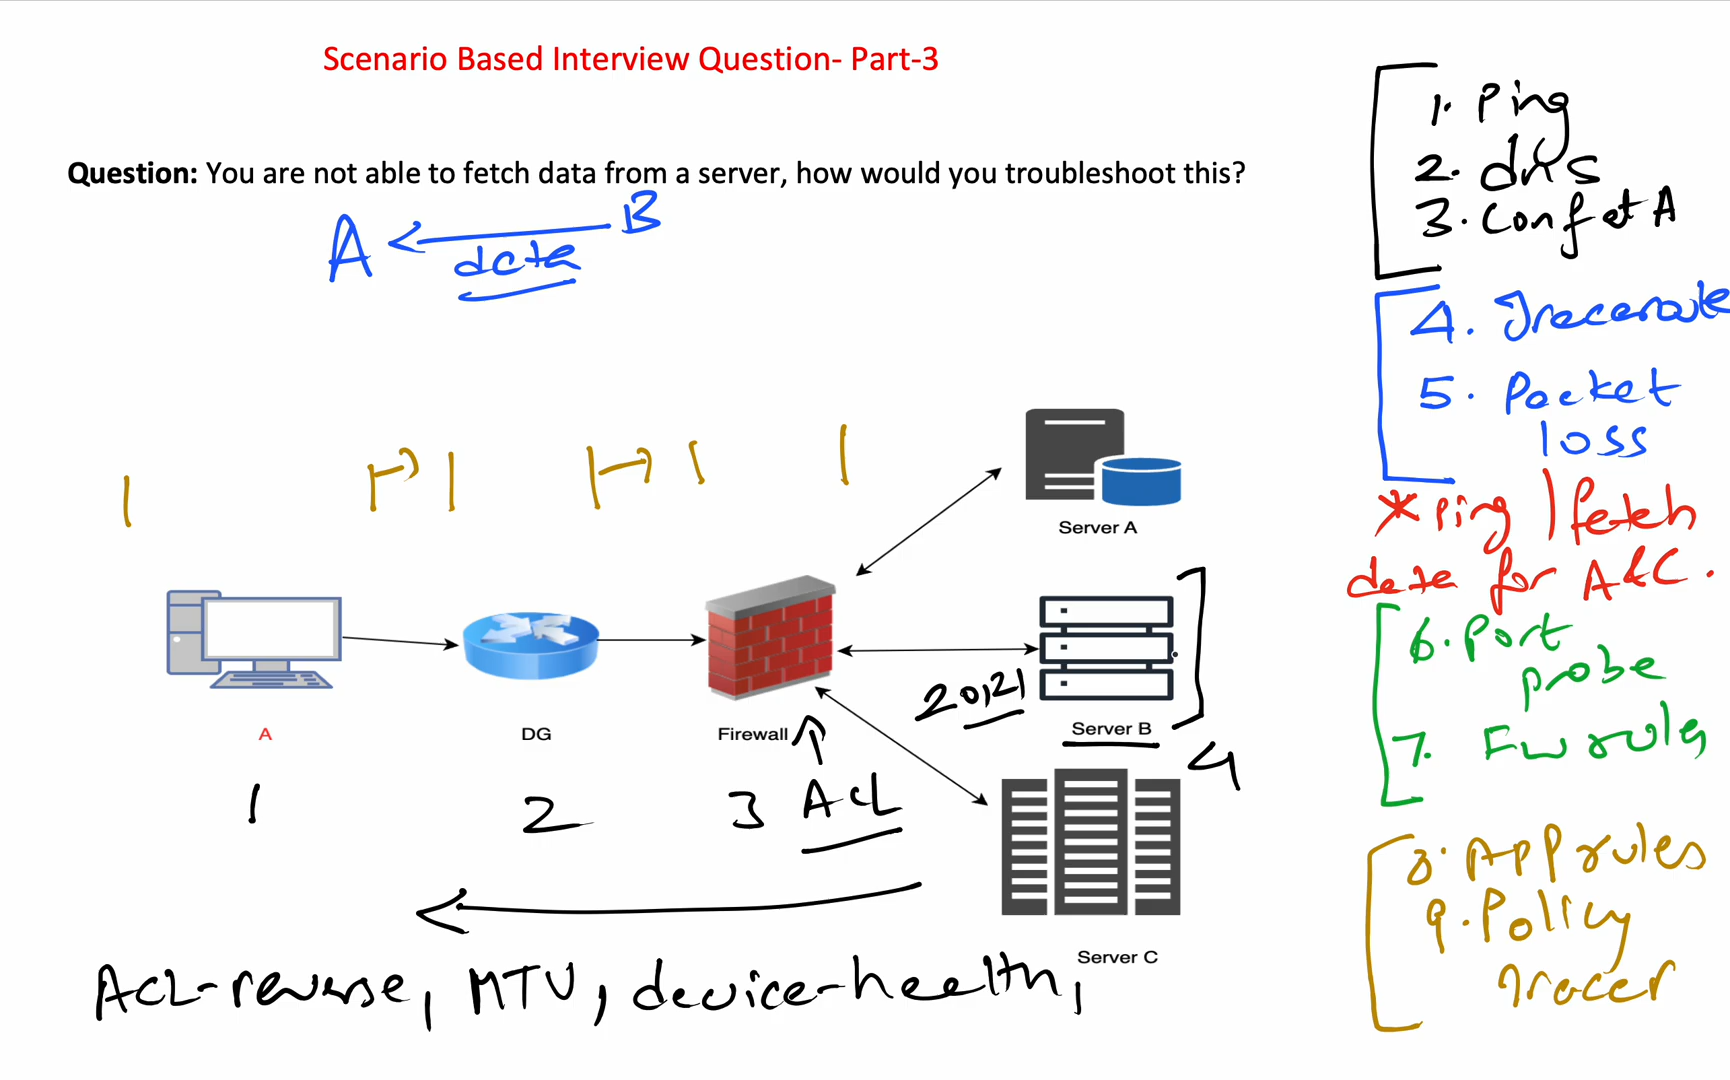 Scenario Based Interview Question- Part-3
Question: You are not able to fetch data from a server, how would you troubleshoot this?
A B
data
1. Ping
2. dns
3. Conf at A
4. Traceroute
5. Packet
loss
* Ping | fetch
data for A&C.
6. Port
probe
7. FW rules
8. APP rules
9. Policy
Tracer
Server A
20,21
Server B
4
A
DG
Firewall
1
2
3
ACL
Server C
ACL-reverse, MTU, device-health,